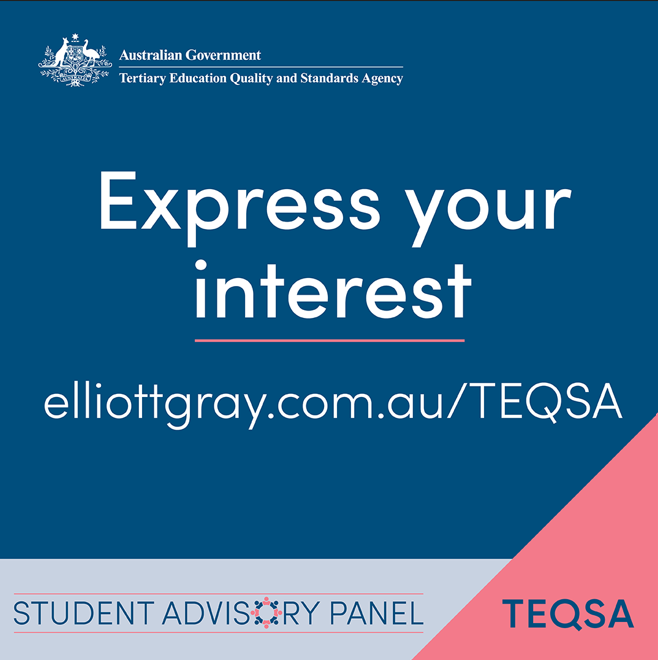 Australian Government
Tertiary Education Quality and Standards Agency
Express your
interest
elliottgray.com.au/TEQSA
STUDENT ADVISORY PANEL
TEQSA